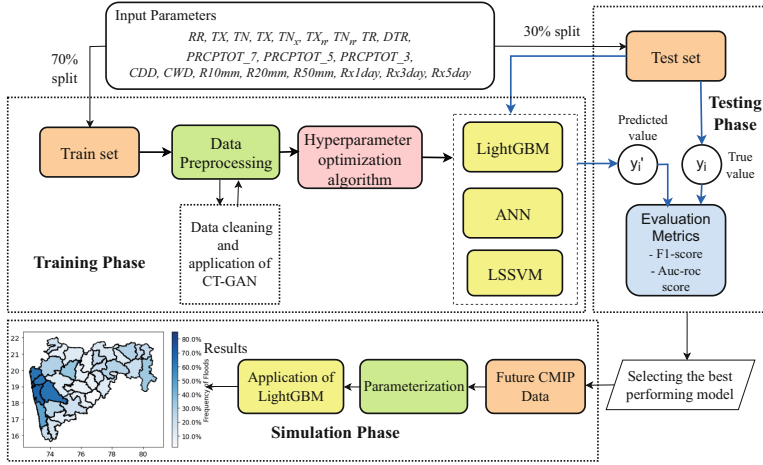 Input Parameters
RR, TX, TN, TX, TNx, TXn, TNn, TR, DTR,
PRCPTOT_7, PRCPTOT_5, PRCPTOT_3,
CDD, CWD, R10mm, R20mm, R50mm, Rx1day, Rx3day, Rx5day
70%
split
30% split
Test set
Testing
Phase
Train set
Data
Preprocessing
Hyperparameter
optimization
algorithm
LightGBM
ANN
LSSVM
Data cleaning
and
application of
CT-GAN
Training Phase
Predicted
value
yi'
yi
True
value
Evaluation
Metrics
- F1-score
- Auc-roc
score
Selecting the best
performing model
Future CMIP
Data
Parameterization
Application of
LightGBM
Results
Simulation Phase
22
21
20
19
18
17
16
74
76
78
80
80.0%
70.0%
60.0%
50.0%
40.0%
30.0%
20.0%
10.0%
Frequency of Floods